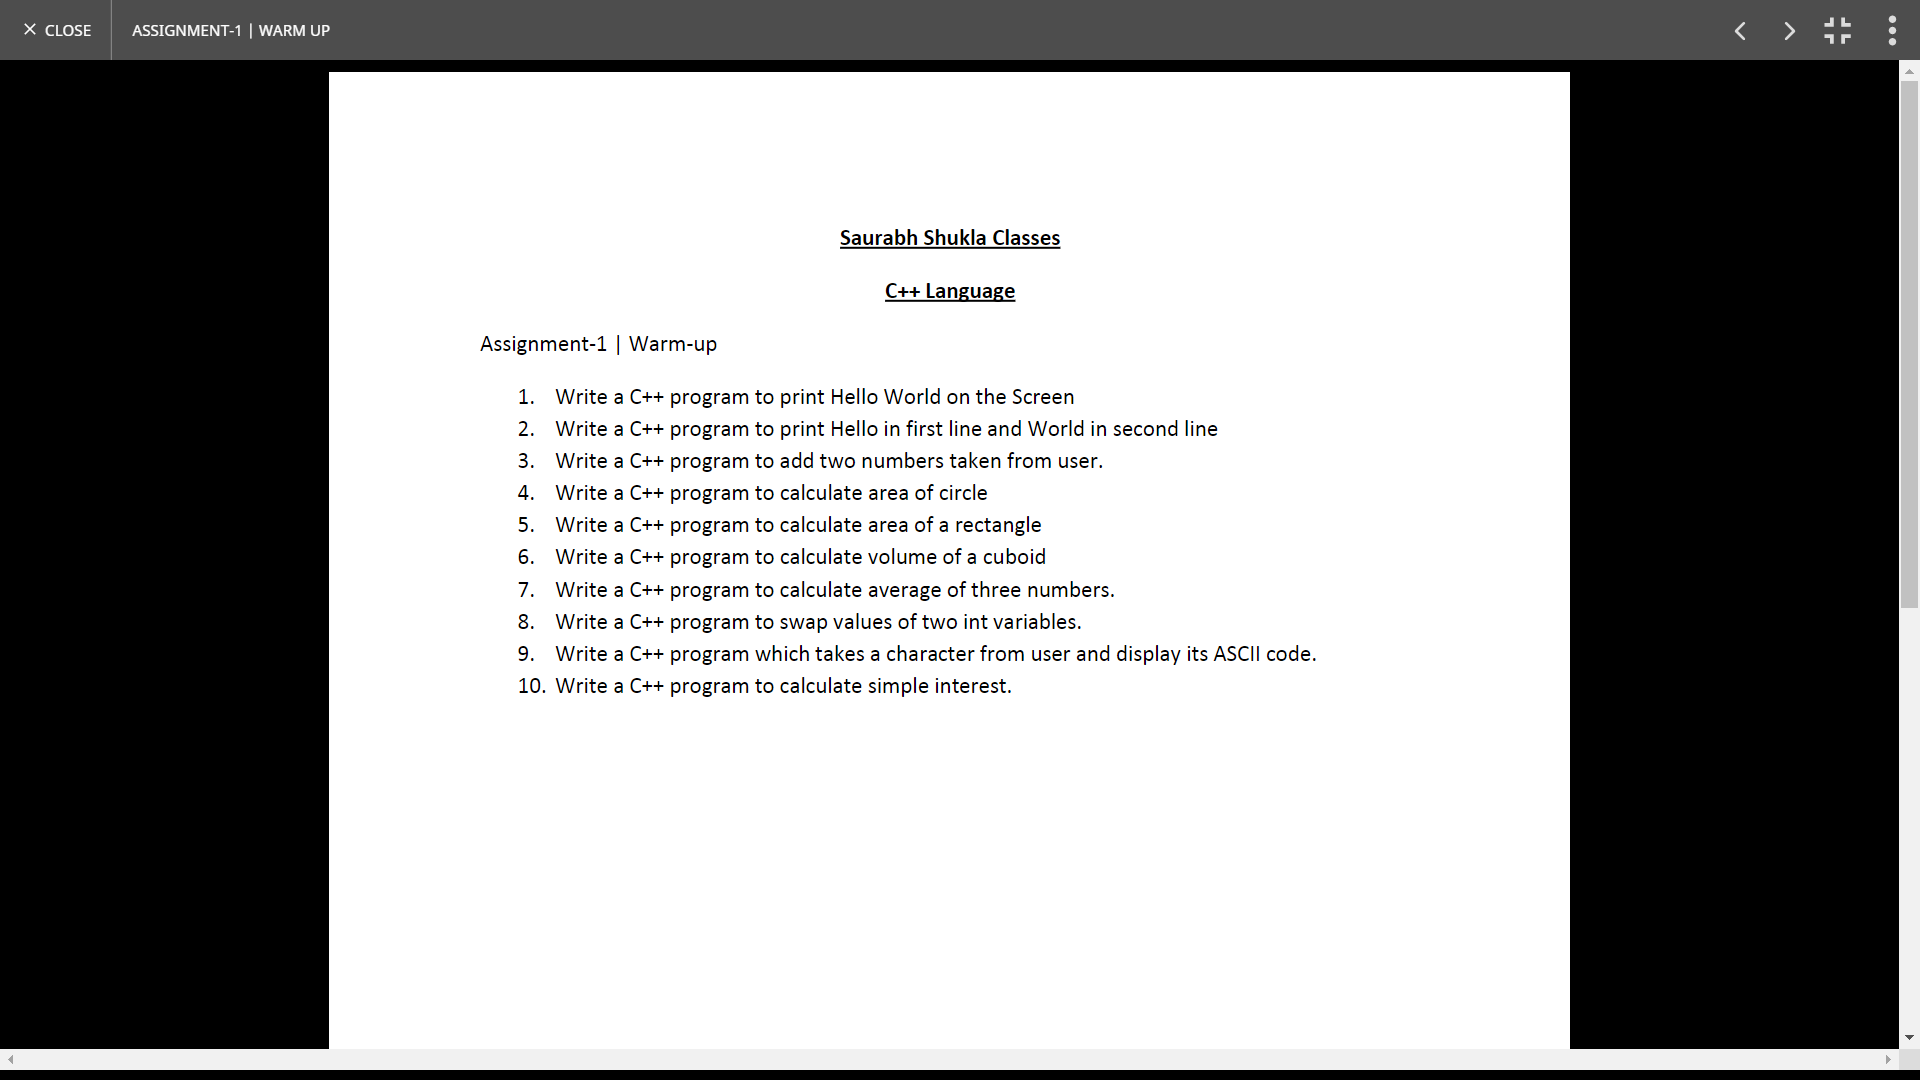 CLOSE
ASSIGNMENT-1 | WARM UP
Saurabh Shukla Classes
C++ Language
Assignment-1 | Warm-up
1. Write a C++ program to print Hello World on the Screen
2. Write a C++ program to print Hello in first line and World in second line
3. Write a C++ program to add two numbers taken from user.
4. Write a C++ program to calculate area of circle
5. Write a C++ program to calculate area of a rectangle
6. Write a C++ program to calculate volume of a cuboid
7. Write a C++ program to calculate average of three numbers.
8. Write a C++ program to swap values of two int variables.
9. Write a C++ program which takes a character from user and display its ASCII code.
10. Write a C++ program to calculate simple interest.